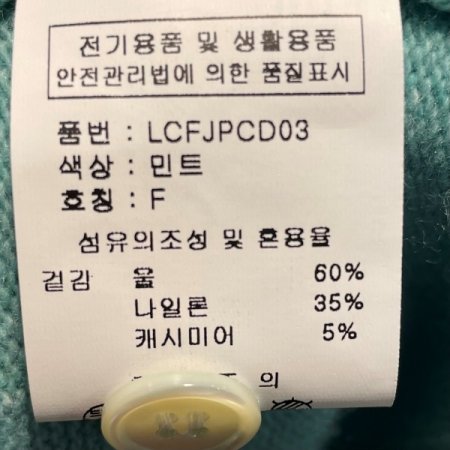 전기용품 및 생활용품
안전관리법에 의한 품질표시
품번 : LCFJPCD03
색상 : 민트
호칭 : F
섬유의조성 및 혼용율
겉감 울 60%
나일론 35%
캐시미어 5%
의